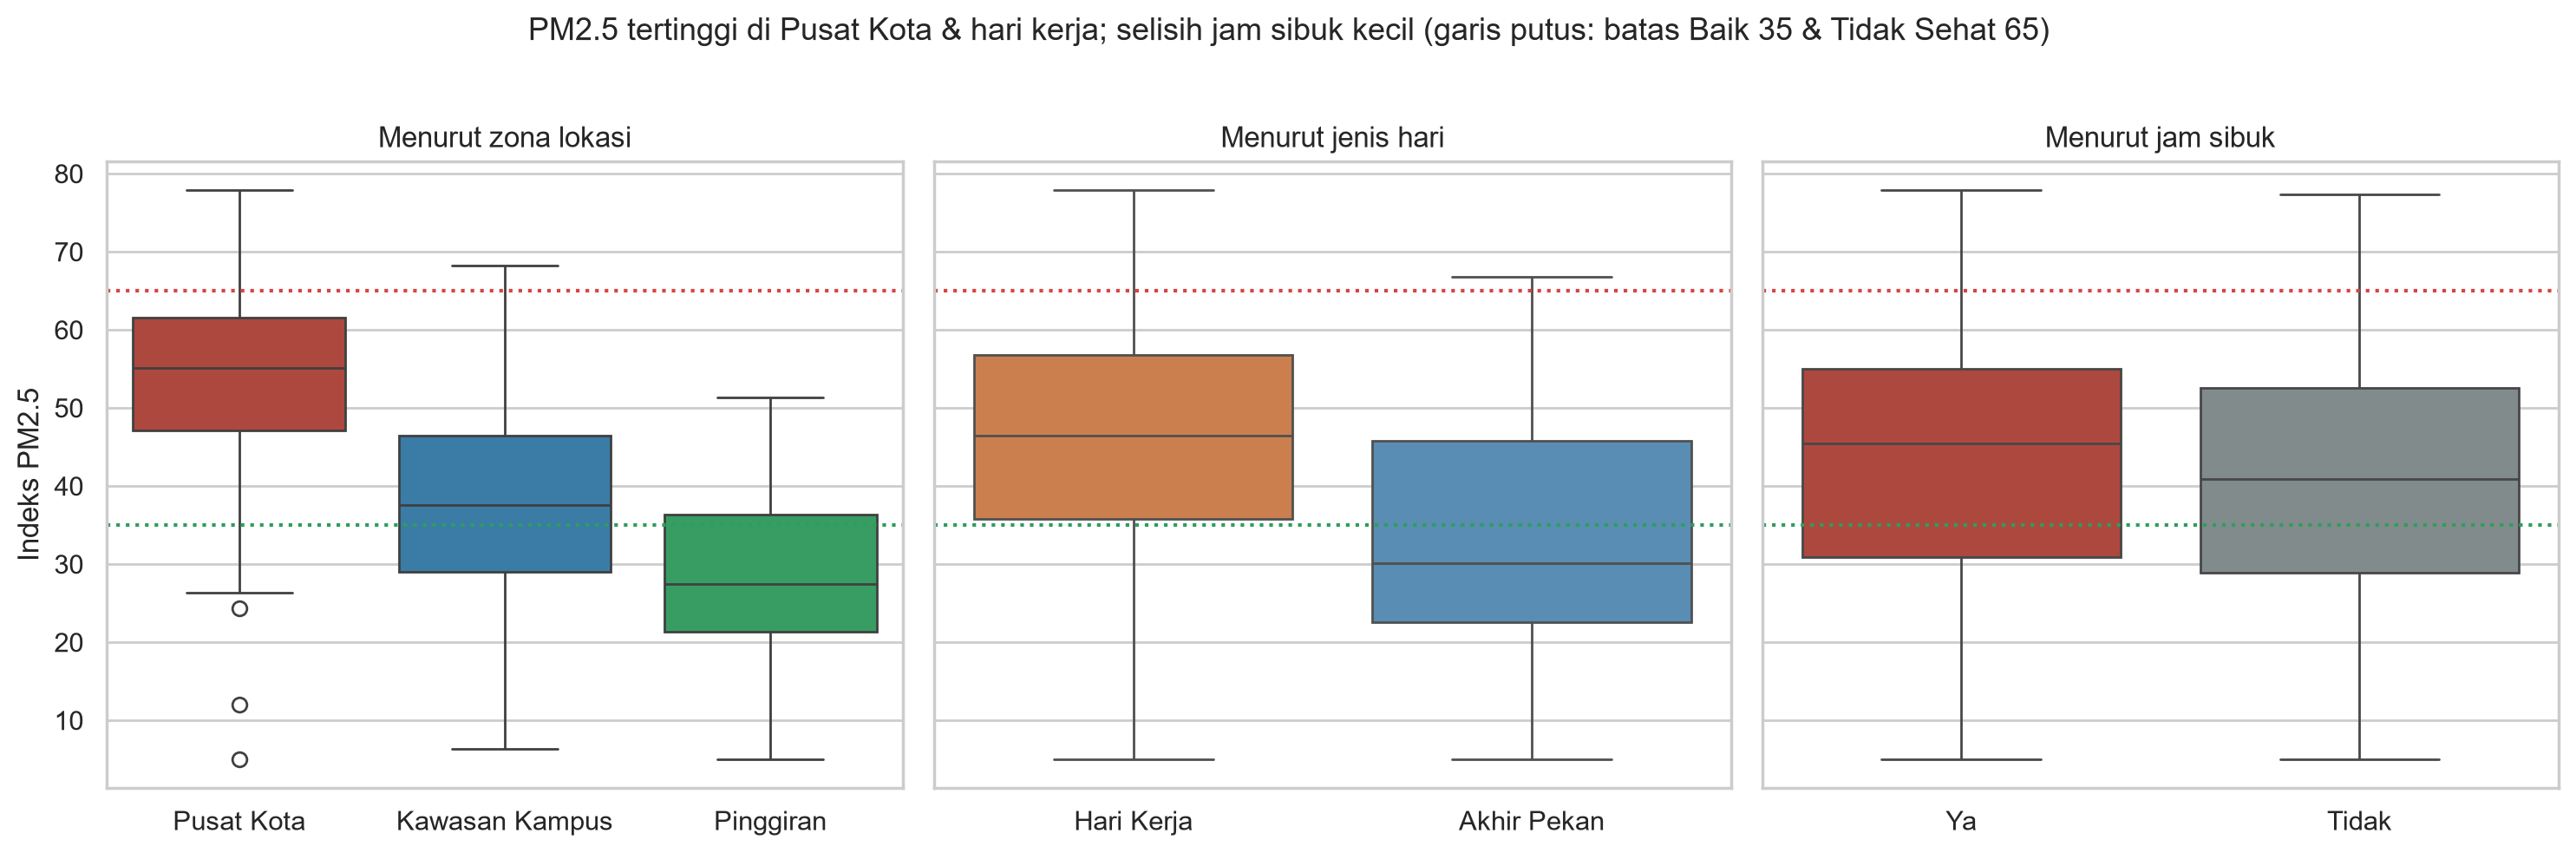 PM2.5 tertinggi di Pusat Kota & hari kerja; selisih jam sibuk kecil (garis putus: batas Baik 35 & Tidak Sehat 65)
Menurut zona lokasi
Menurut jenis hari
Menurut jam sibuk
Indeks PM2.5
80
70
60
50
40
30
20
10
Pusat Kota
Kawasan Kampus
Pinggiran
Hari Kerja
Akhir Pekan
Ya
Tidak